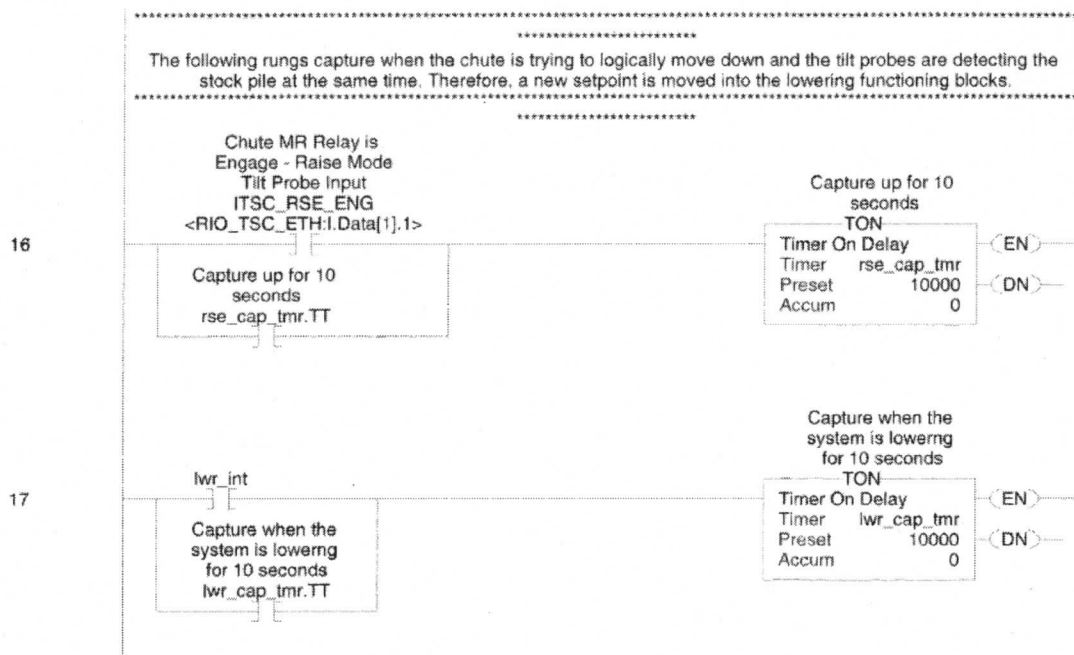 ****************************************************************************************************
*************************
The following rungs capture when the chute is trying to logically move down and the tilt probes are detecting the
stock pile at the same time. Therefore, a new setpoint is moved into the lowering functioning blocks.
****************************************************************************************************
*************************
Chute MR Relay is
Engage - Raise Mode
Tilt Probe Input
ITSC_RSE_ENG
<RIO_TSC_ETH:I.Data[1].1>
Capture up for 10
seconds
TON
Timer On Delay
Timer rse_cap_tmr
Preset 10000
Accum 0
EN
DN
16
Capture up for 10
seconds
rse_cap_tmr.TT
Capture when the
system is lowerng
for 10 seconds
TON
Timer On Delay
Timer lwr_cap_tmr
Preset 10000
Accum 0
EN
DN
17
lwr_int
Capture when the
system is lowerng
for 10 seconds
lwr_cap_tmr.TT